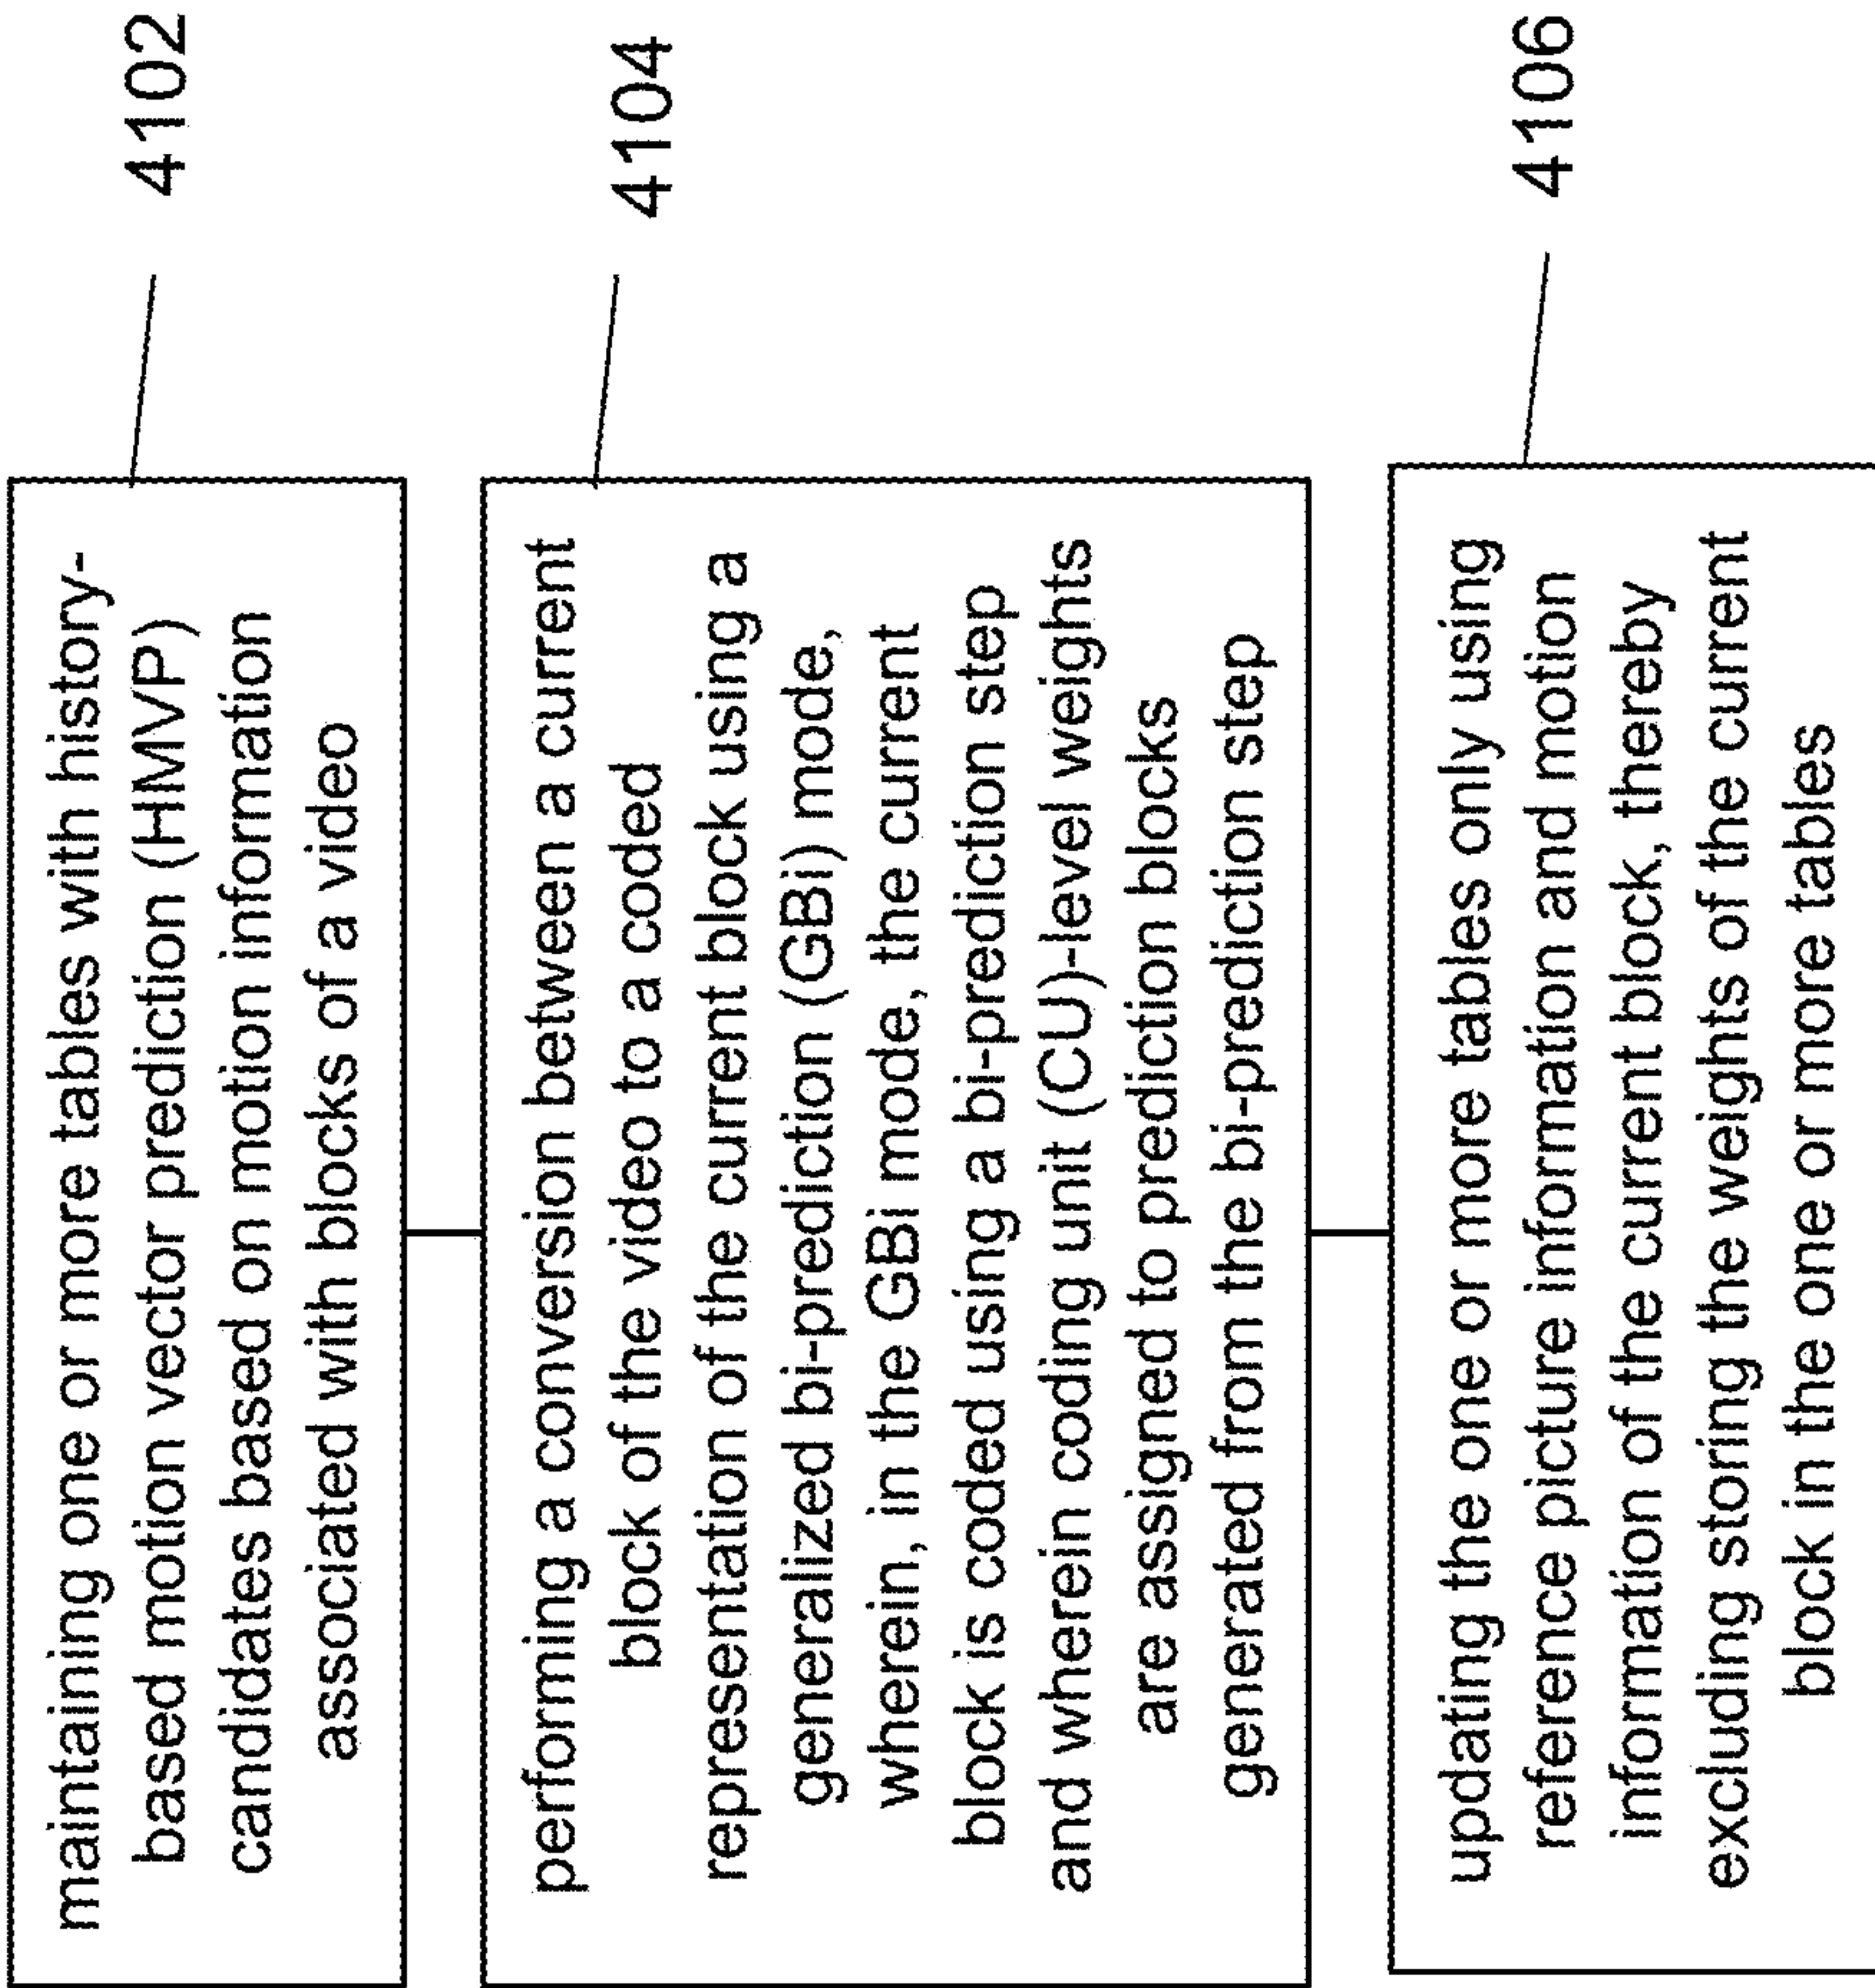 maintaining one or more tables with history-
based motion vector prediction (HMVP)
candidates based on motion information
associated with blocks of a video
4102
performing a conversion between a current
block of the video to a coded
representation of the current block using a
generalized bi-prediction (GBi) mode,
wherein, in the GBi mode, the current
block is coded using a bi-prediction step
and wherein coding unit (CU)-level weights
are assigned to prediction blocks
generated from the bi-prediction step
4104
updating the one or more tables only using
reference picture information and motion
information of the current block, thereby
excluding storing the weights of the current
block in the one or more tables
4106